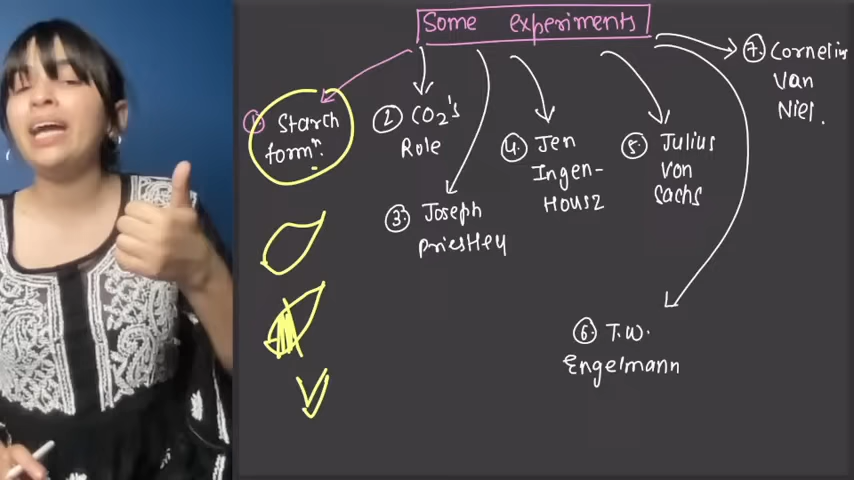 Some experiments
1. Starch
formⁿ.
2 CO2's
Role
3. Joseph
Priestley
4. Jen
Ingen-
Housz
5. Julius
von
Sachs
6. T.W.
Engelmann
7. Cornelius
Van
Niel.